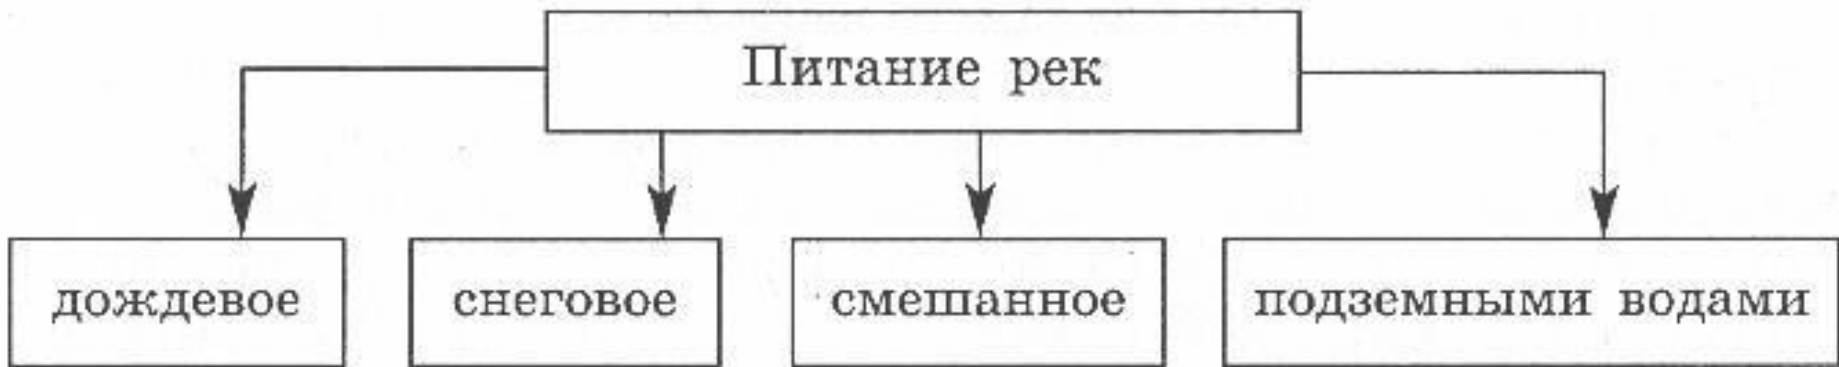 Питание рек
дождевое
снеговое
смешанное
подземными водами